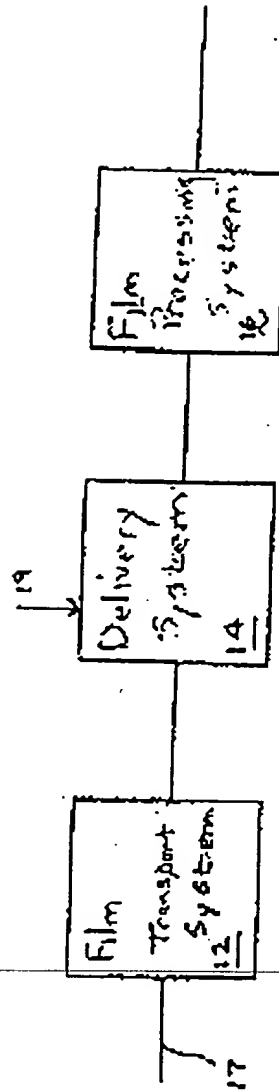 19
Film
Transport
System
12
Delivery
System
14
Film
Processing
System
16
17